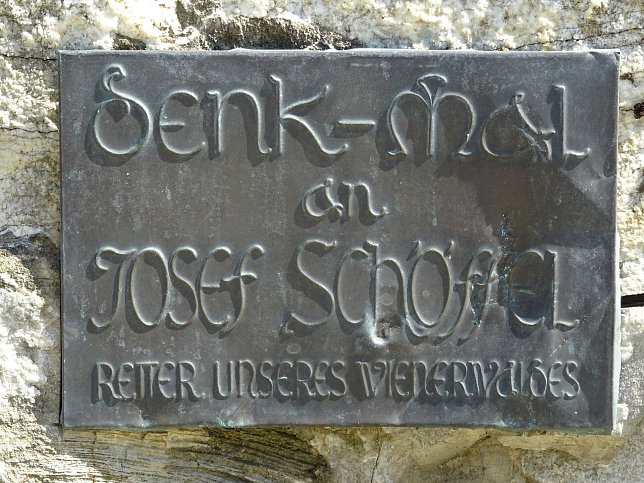 Denk-Mal
an
Josef Schöffel
RETTER UNSERES WIENERWALDES